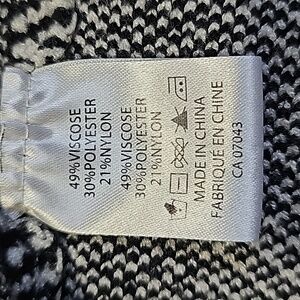 49%VISCOSE
30%POLYESTER
21%NYLON
49%VISCOSE
30%POLYESTER
21%NYLON
MADE IN CHINA
FABRIQUE EN CHINE
CA 07043